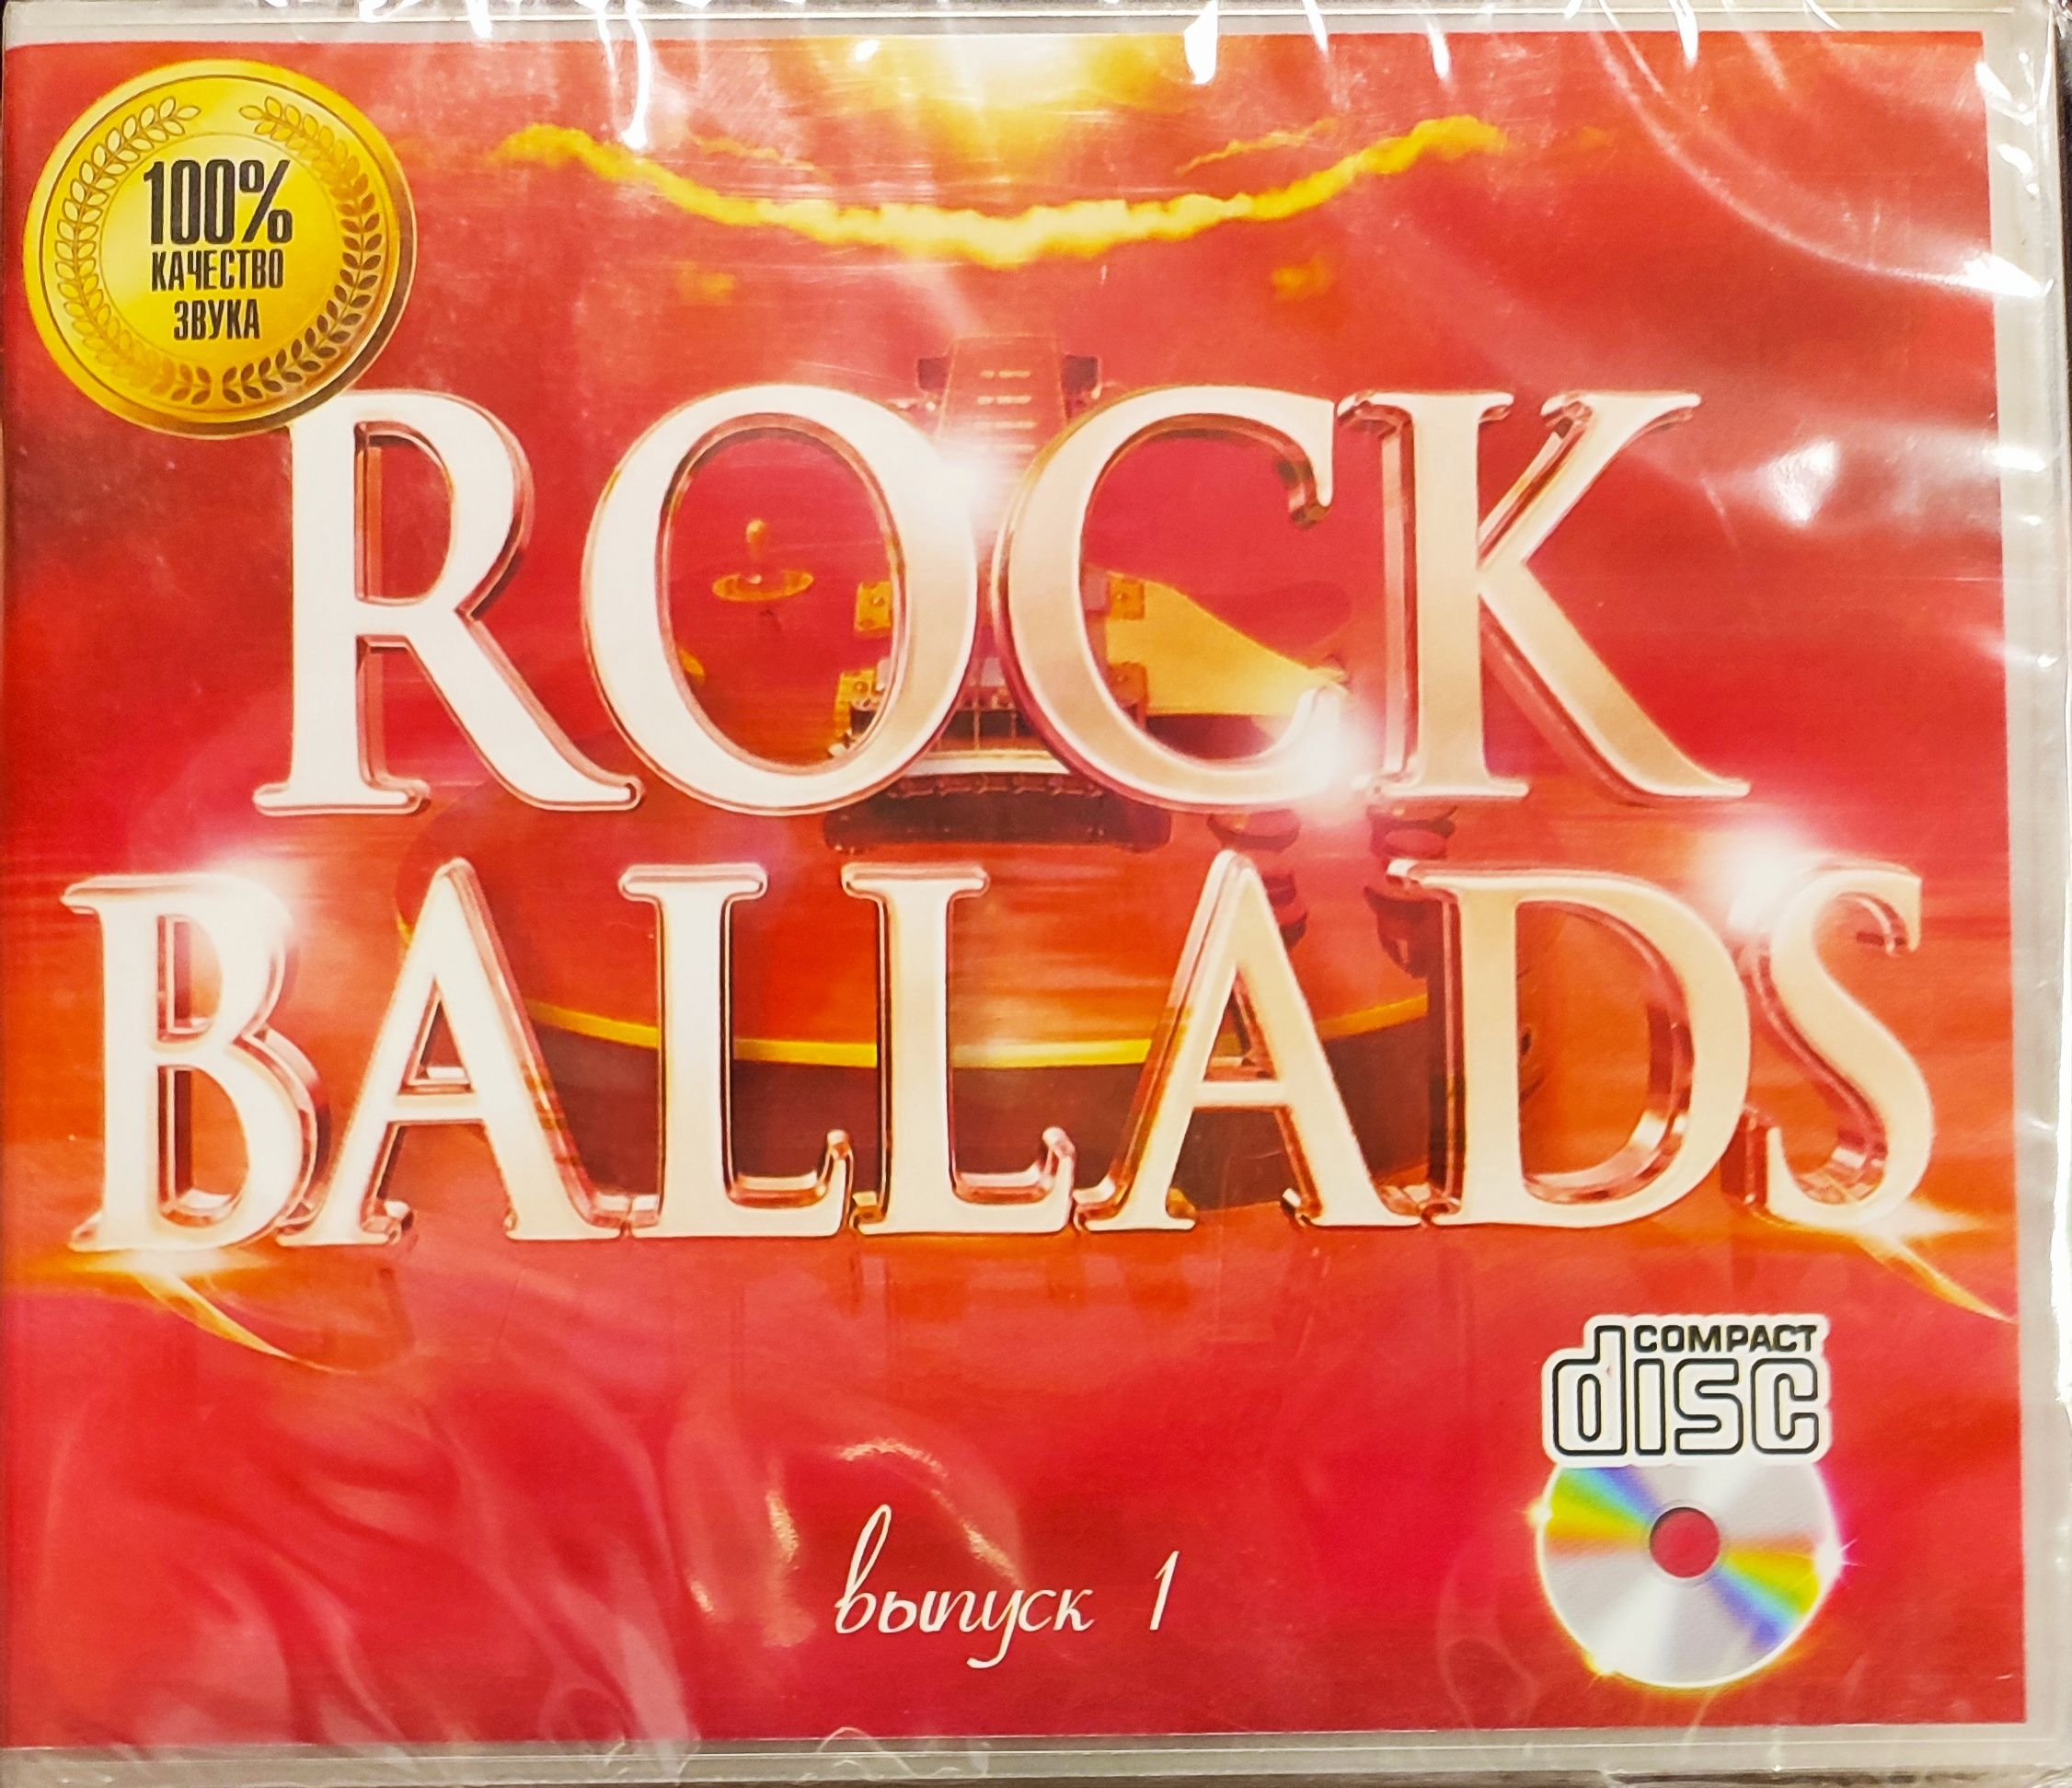 100%
КАЧЕСТВО
ЗВУКА
ROCK
BALLADS
COMPACT
disc
выпуск 1